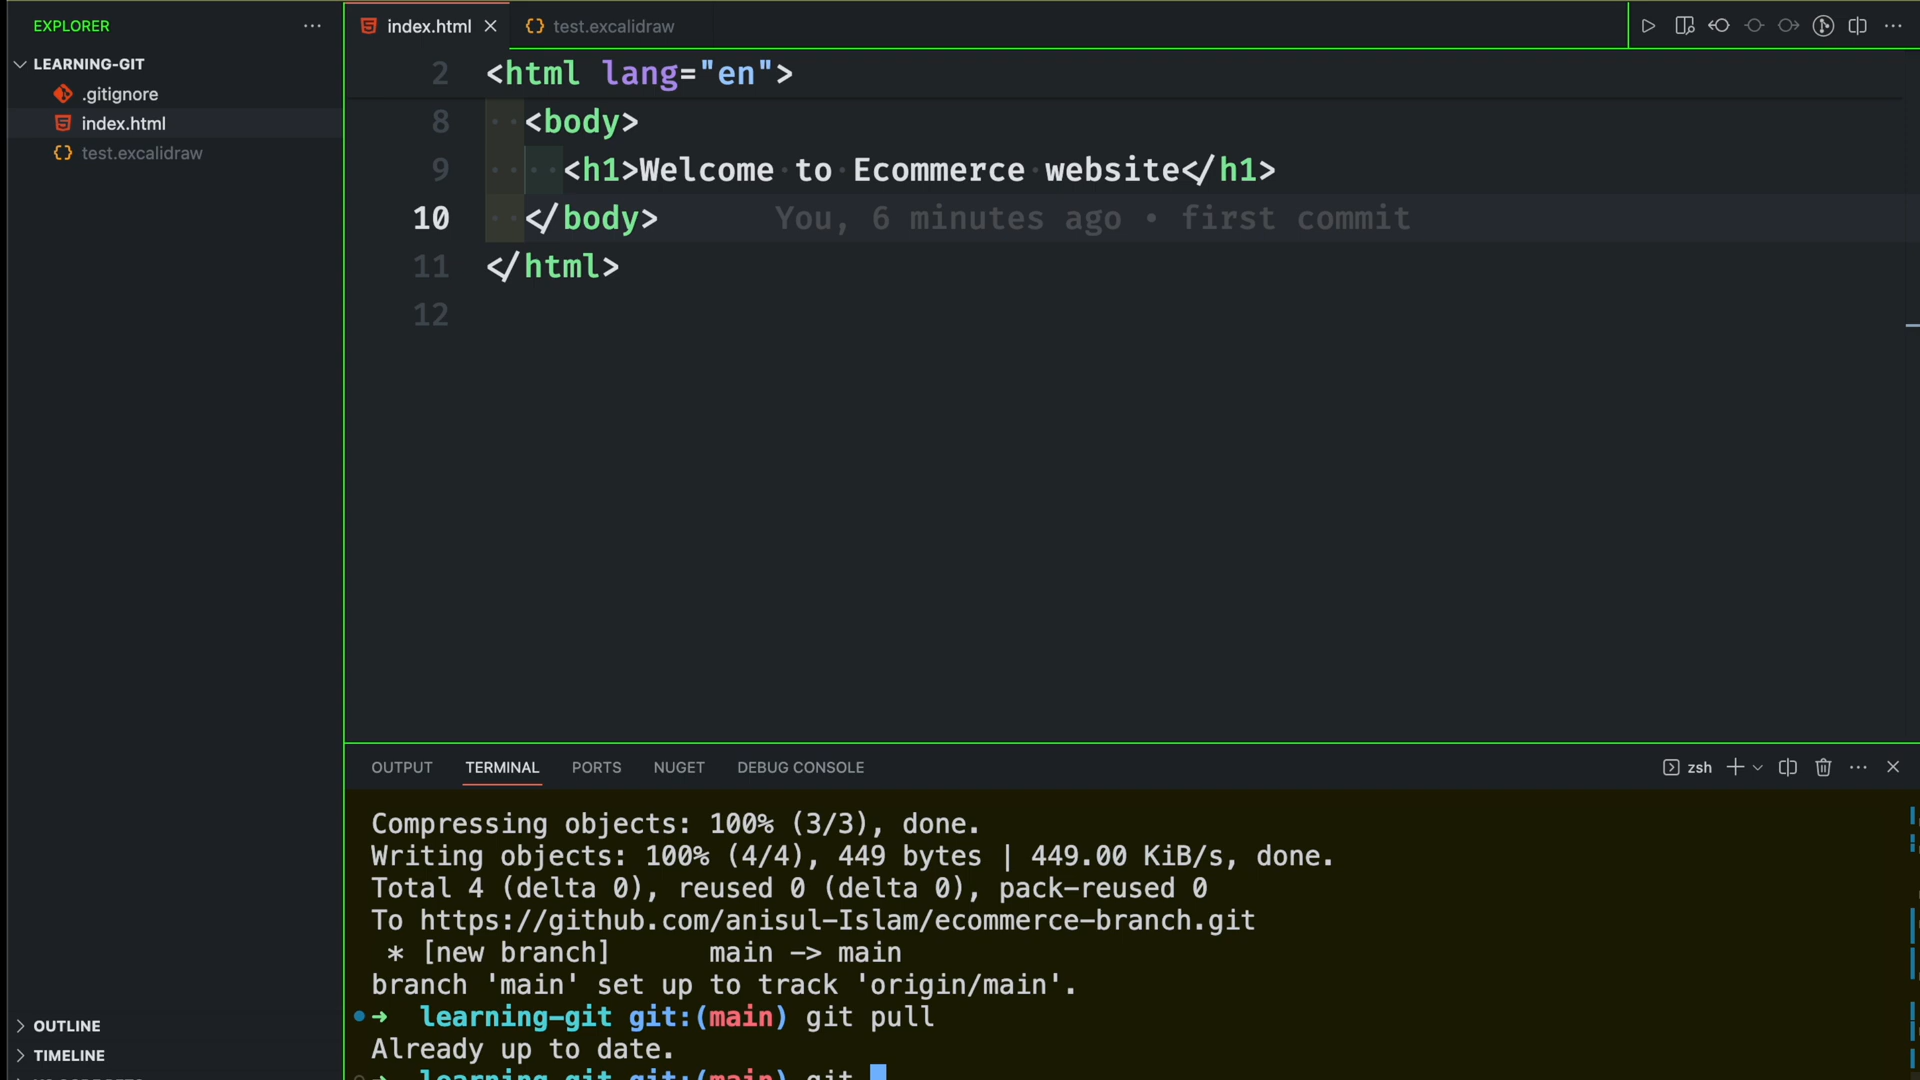 EXPLORER
LEARNING-GIT
.gitignore
index.html
test.excalidraw
OUTLINE
TIMELINE
index.html
test.excalidraw
2 <html lang="en">
8 <body>
9 <h1>Welcome to Ecommerce website</h1>
10 </body> You, 6 minutes ago • first commit
11 </html>
12
OUTPUT TERMINAL PORTS NUGET DEBUG CONSOLE zsh
Compressing objects: 100% (3/3), done.
Writing objects: 100% (4/4), 449 bytes | 449.00 KiB/s, done.
Total 4 (delta 0), reused 0 (delta 0), pack-reused 0
To https://github.com/anisul-Islam/ecommerce-branch.git
* [new branch] main -> main
branch 'main' set up to track 'origin/main'.
➜ learning-git git:(main) git pull
Already up to date.
➜ learning-git git:(main) git